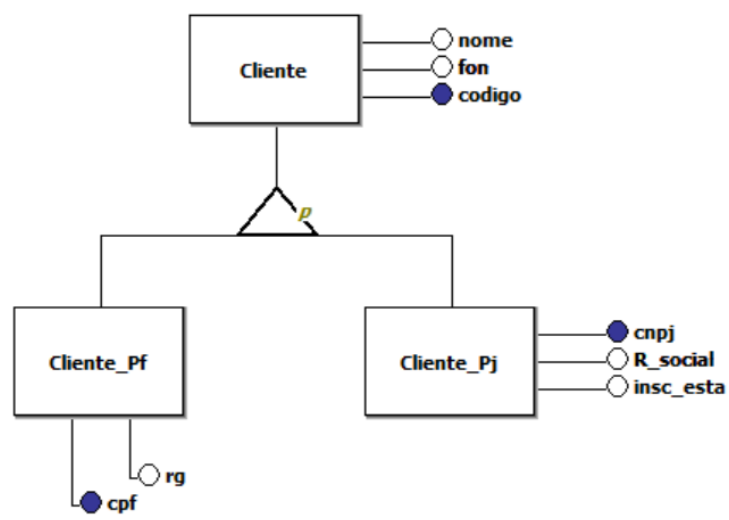 Cliente
nome
fon
codigo
p
Cliente_Pf
Cliente_Pj
cnpj
R_social
insc_esta
rg
cpf